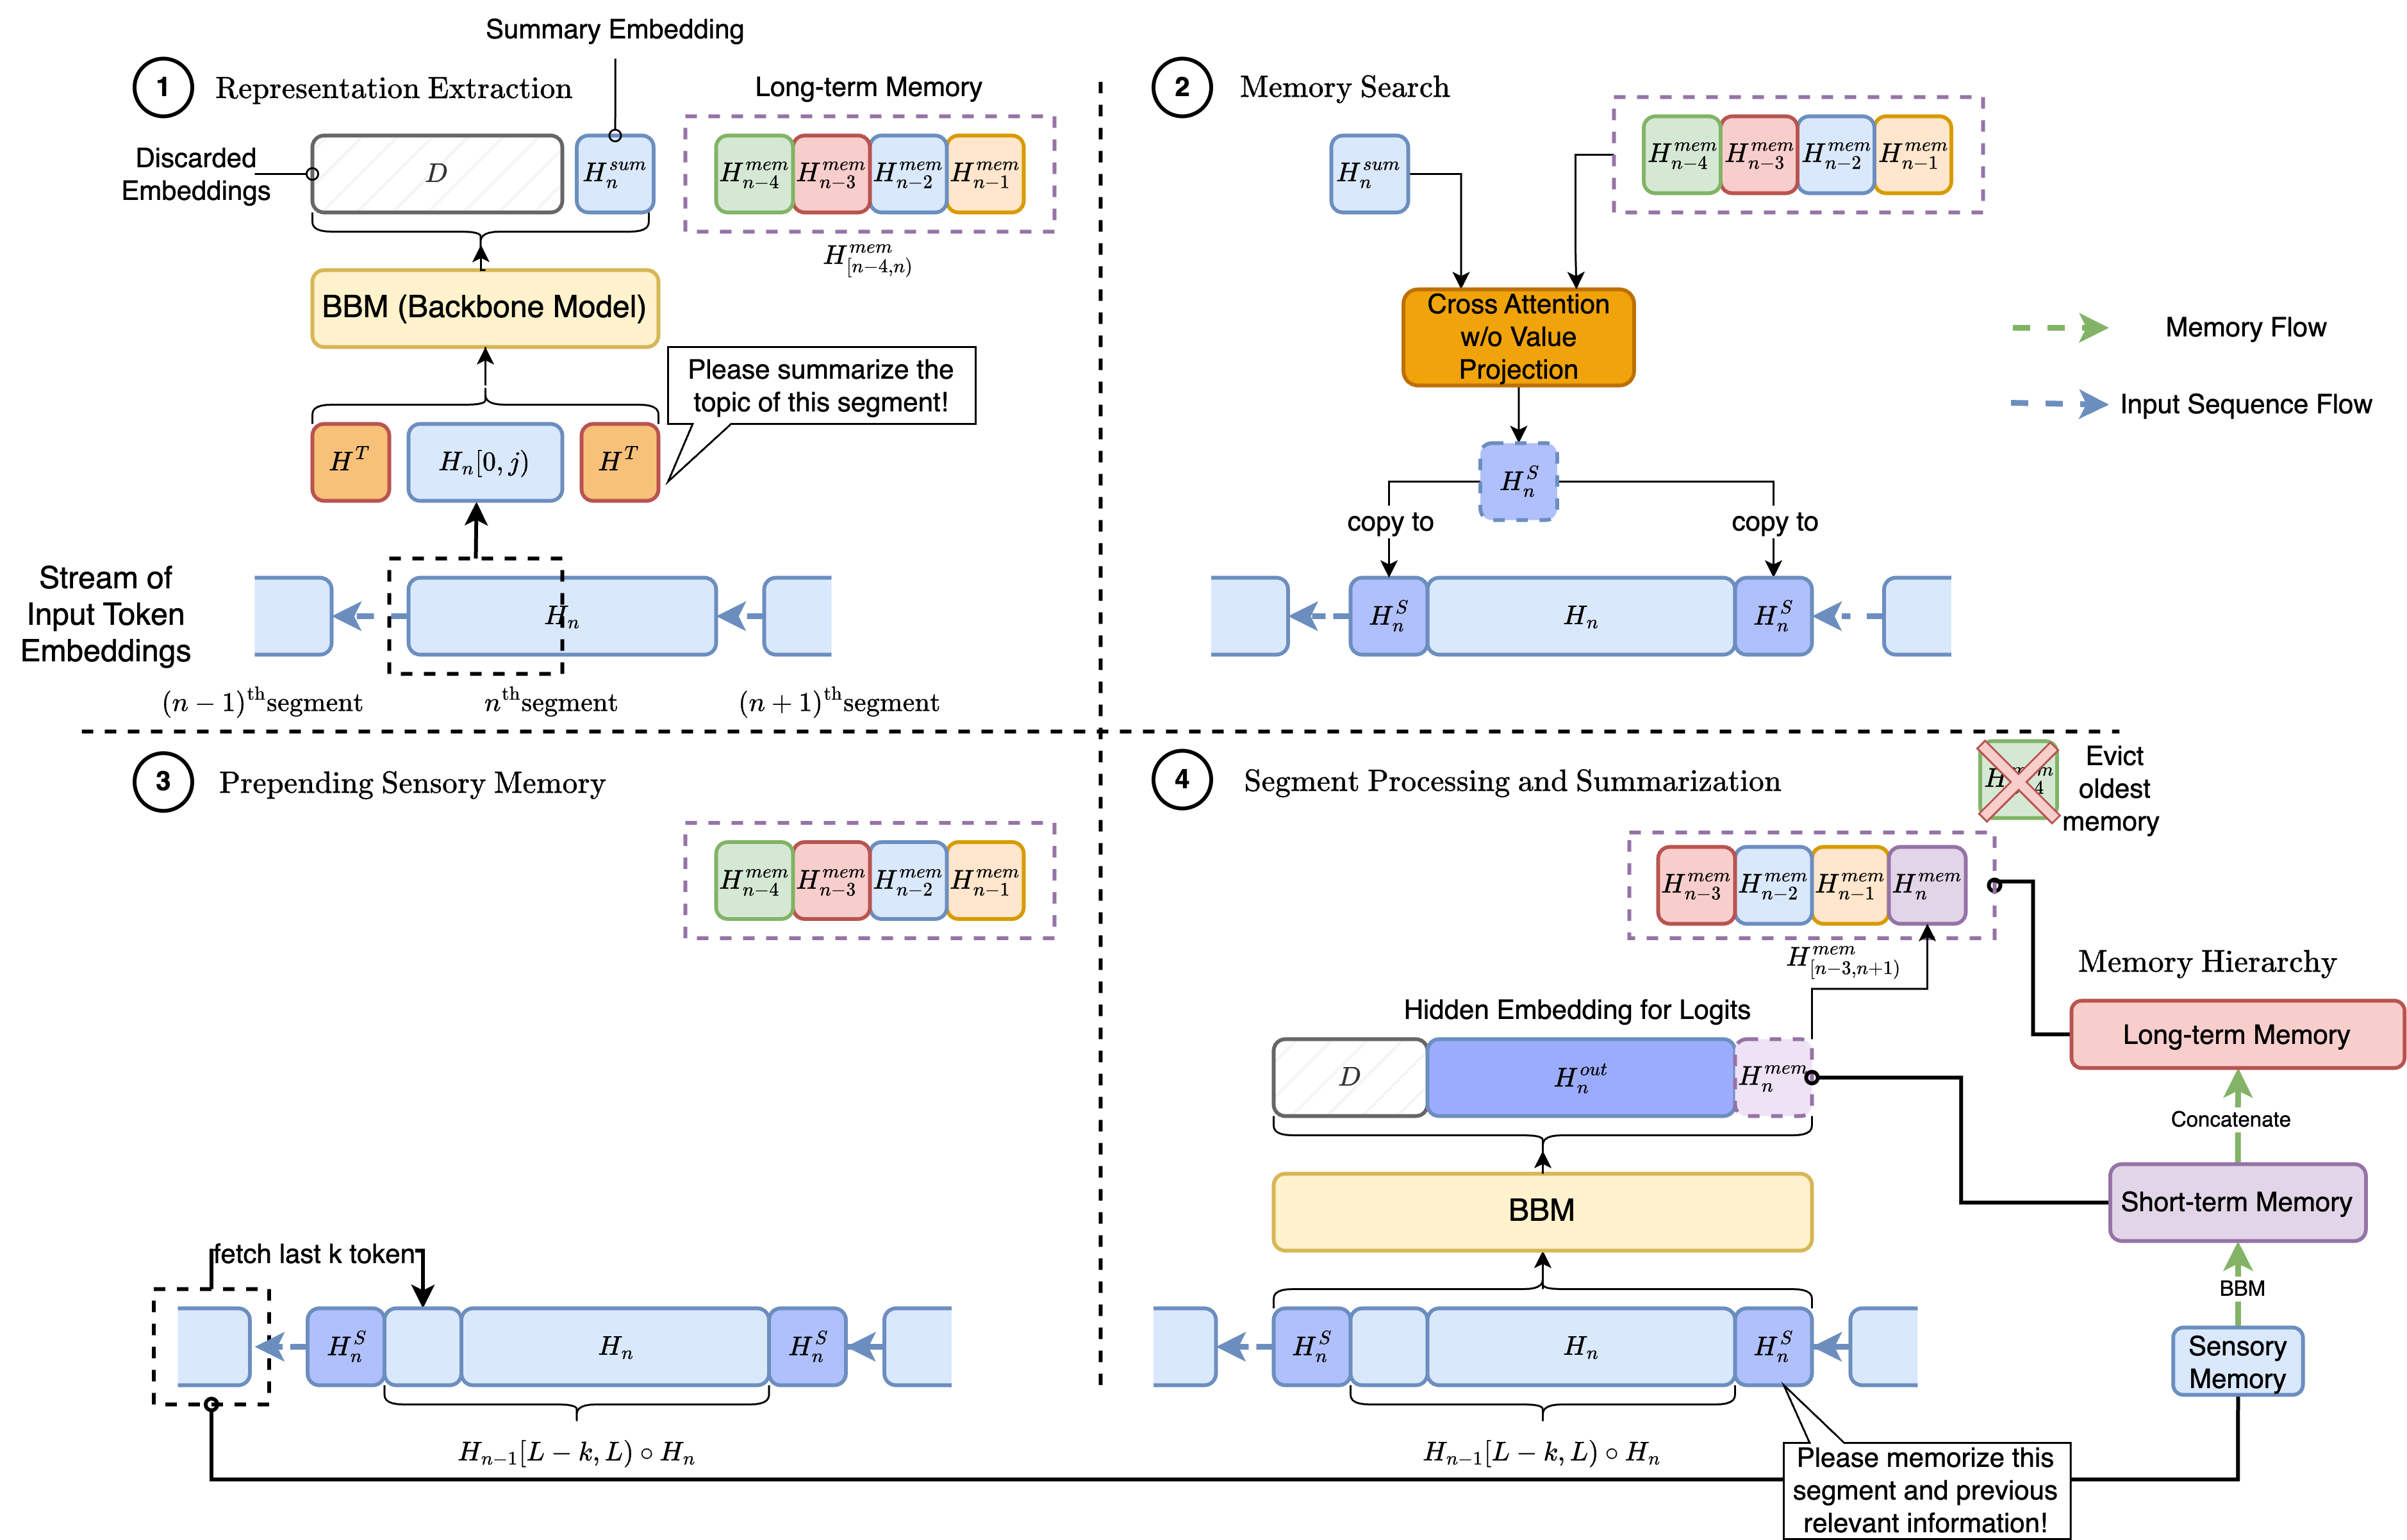 Summary Embedding
1 Representation Extraction
Long-term Memory
Discarded
Embeddings
D
H_n^{sum}
H_{n-4}^{mem} H_{n-3}^{mem} H_{n-2}^{mem} H_{n-1}^{mem}
H_{[n-4,n)}^{mem}
BBM (Backbone Model)
Please summarize the
topic of this segment!
H^T H_n[0, j) H^T
Stream of
Input Token
Embeddings
H_n
(n − 1)^{th}segment n^{th}segment (n + 1)^{th}segment
2 Memory Search
H_n^{sum}
H_{n-4}^{mem} H_{n-3}^{mem} H_{n-2}^{mem} H_{n-1}^{mem}
Cross Attention
w/o Value
Projection
H_n^S
copy to copy to
H_n^S H_n H_n^S
Memory Flow
Input Sequence Flow
3 Prepending Sensory Memory
H_{n-4}^{mem} H_{n-3}^{mem} H_{n-2}^{mem} H_{n-1}^{mem}
fetch last k token
H_n^S H_n H_n^S
H_{n-1}[L − k, L) ∘ H_n
4 Segment Processing and Summarization
Evict
oldest
memory
H_{n-3}^{mem} H_{n-2}^{mem} H_{n-1}^{mem} H_n^{mem}
H_{[n-3,n+1)}^{mem}
Hidden Embedding for Logits
D H_n^{out} H_n^{mem}
BBM
H_n^S H_n H_n^S
H_{n-1}[L − k, L) ∘ H_n
Please memorize this
segment and previous
relevant information!
Memory Hierarchy
Long-term Memory
Concatenate
Short-term Memory
BBM
Sensory
Memory